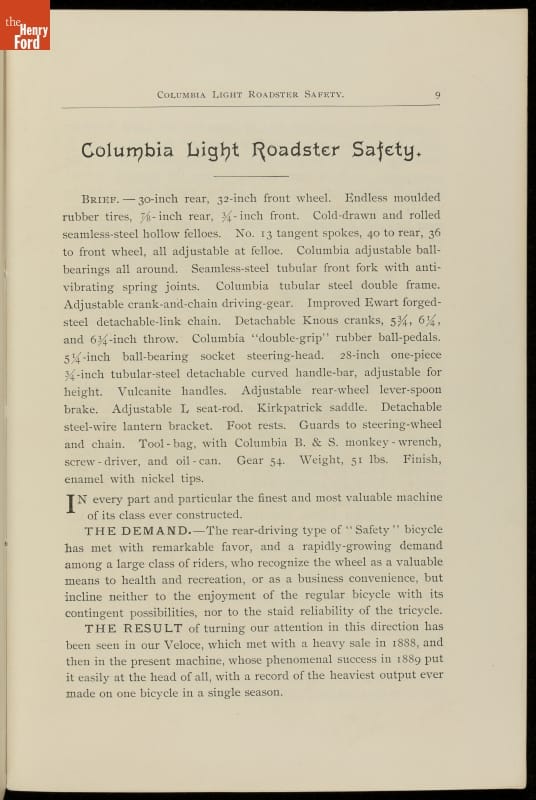 the
Henry
Ford
Columbia Light Roadster Safety. 9
Columbia Light Roadster Safety.
Brief. — 30-inch rear, 32-inch front wheel. Endless moulded
rubber tires, ⅞-inch rear, ¾-inch front. Cold-drawn and rolled
seamless-steel hollow felloes. No. 13 tangent spokes, 40 to rear, 36
to front wheel, all adjustable at felloe. Columbia adjustable ball-
bearings all around. Seamless-steel tubular front fork with anti-
vibrating spring joints. Columbia tubular steel double frame.
Adjustable crank-and-chain driving-gear. Improved Ewart forged-
steel detachable-link chain. Detachable Knous cranks, 5¾, 6¼,
and 6¾-inch throw. Columbia "double-grip" rubber ball-pedals.
5¼-inch ball-bearing socket steering-head. 28-inch one-piece
¾-inch tubular-steel detachable curved handle-bar, adjustable for
height. Vulcanite handles. Adjustable rear-wheel lever-spoon
brake. Adjustable L seat-rod. Kirkpatrick saddle. Detachable
steel-wire lantern bracket. Foot rests. Guards to steering-wheel
and chain. Tool-bag, with Columbia B. & S. monkey-wrench,
screw-driver, and oil-can. Gear 54. Weight, 51 lbs. Finish,
enamel with nickel tips.
IN every part and particular the finest and most valuable machine
of its class ever constructed.
THE DEMAND.—The rear-driving type of "Safety" bicycle
has met with remarkable favor, and a rapidly-growing demand
among a large class of riders, who recognize the wheel as a valuable
means to health and recreation, or as a business convenience, but
incline neither to the enjoyment of the regular bicycle with its
contingent possibilities, nor to the staid reliability of the tricycle.
THE RESULT of turning our attention in this direction has
been seen in our Veloce, which met with a heavy sale in 1888, and
then in the present machine, whose phenomenal success in 1889 put
it easily at the head of all, with a record of the heaviest output ever
made on one bicycle in a single season.